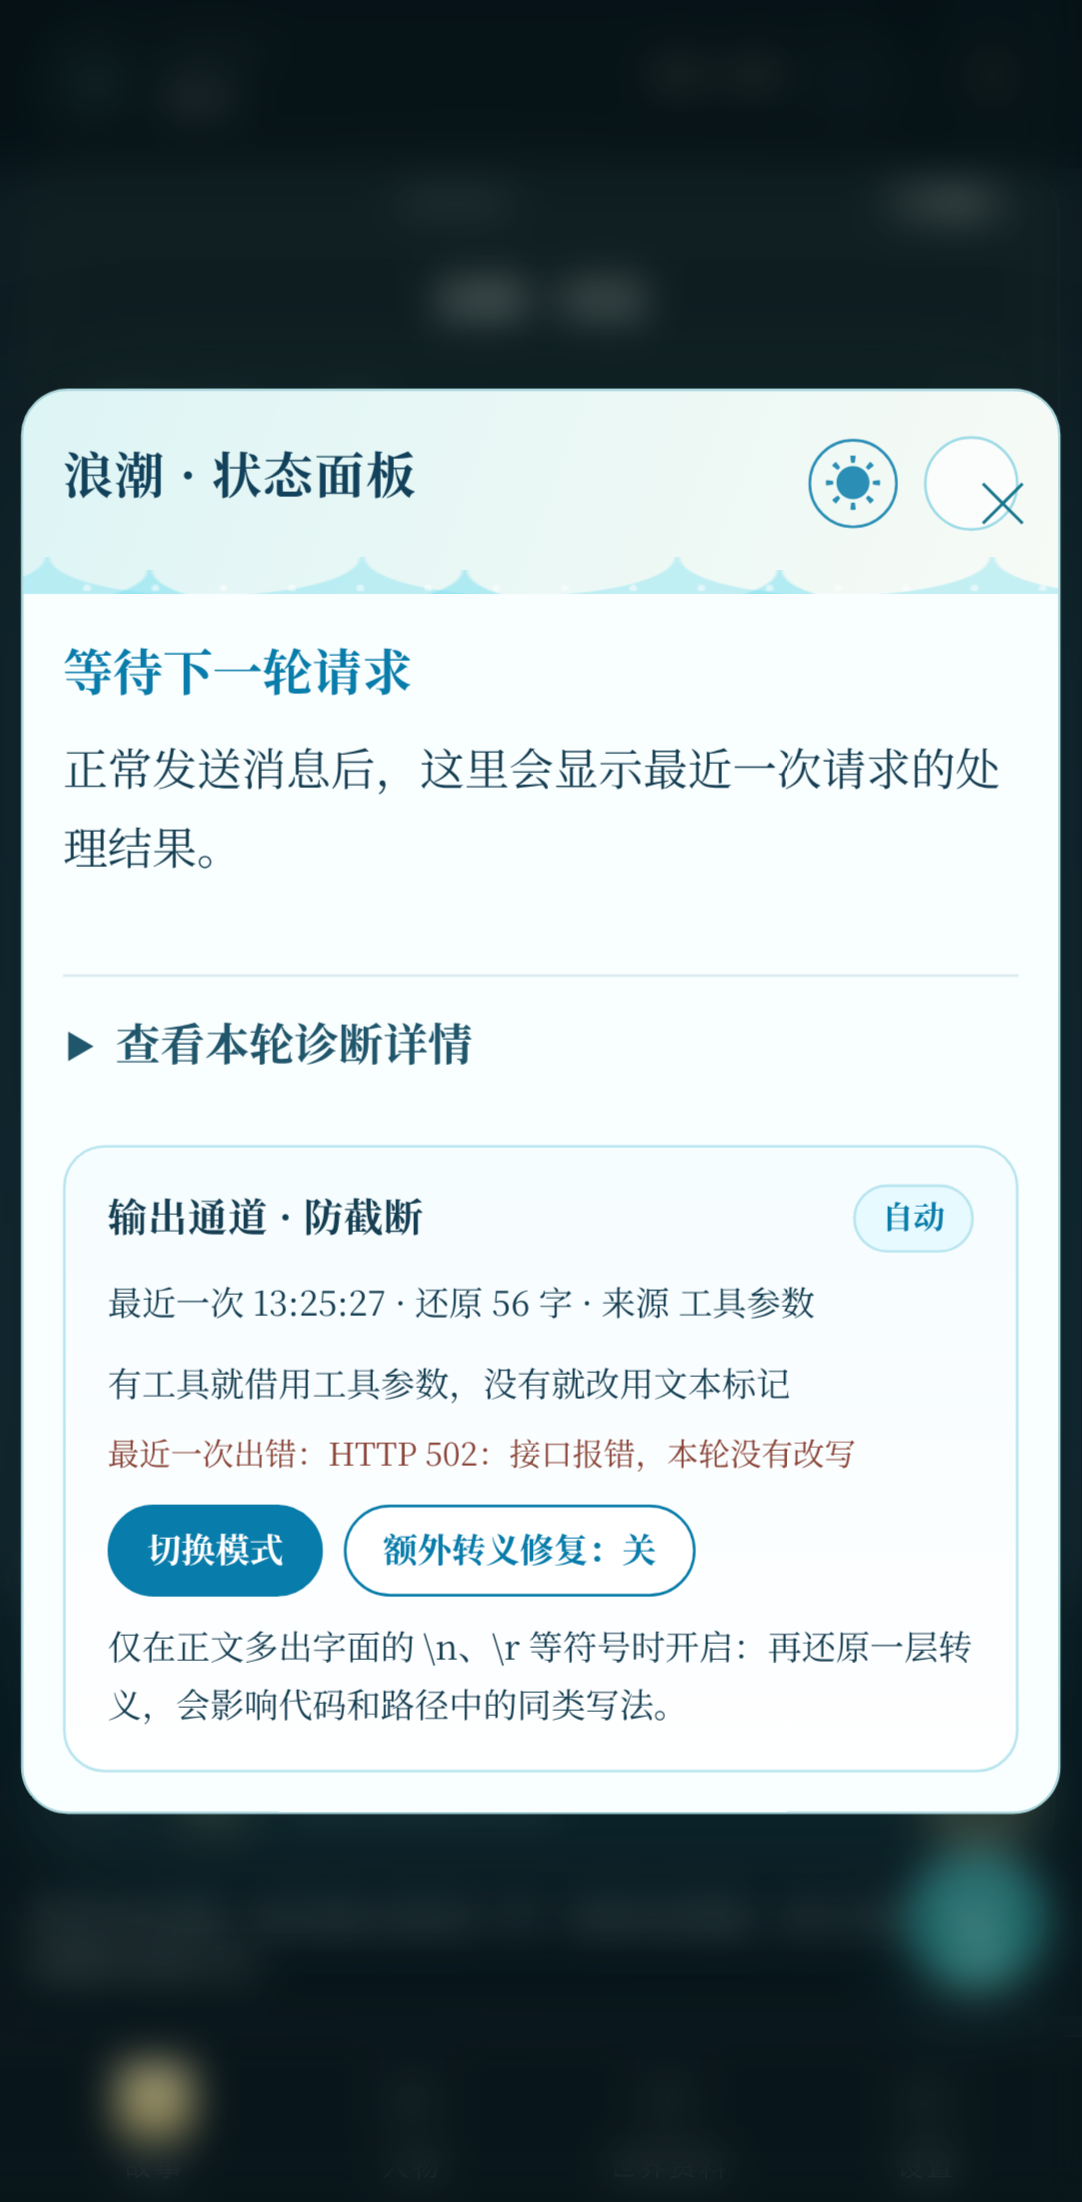 浪潮 · 状态面板
等待下一轮请求
正常发送消息后，这里会显示最近一次请求的处
理结果。
▶ 查看本轮诊断详情
输出通道 · 防截断
自动
最近一次 13:25:27 · 还原 56 字 · 来源 工具参数
有工具就借用工具参数，没有就改用文本标记
最近一次出错：HTTP 502：接口报错，本轮没有改写
切换模式
额外转义修复：关
仅在正文多出字面的 \n、\r 等符号时开启：再还原一层转
义，会影响代码和路径中的同类写法。